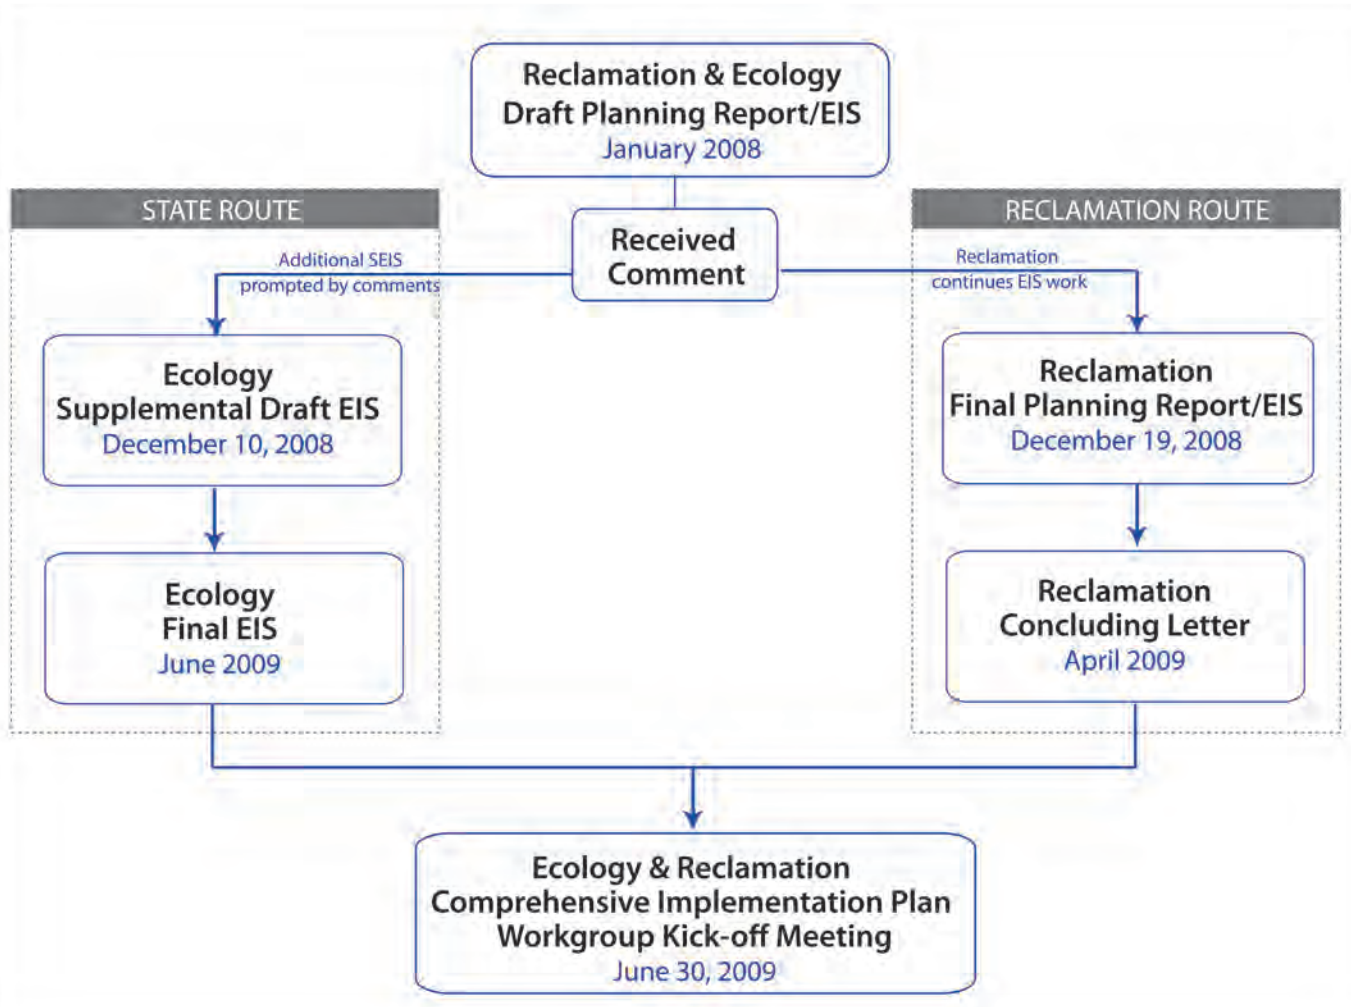 Reclamation & Ecology
Draft Planning Report/EIS
January 2008
STATE ROUTE
RECLAMATION ROUTE
Received
Comment
Additional SEIS
prompted by comments
Reclamation
continues EIS work
Ecology
Supplemental Draft EIS
December 10, 2008
Reclamation
Final Planning Report/EIS
December 19, 2008
Ecology
Final EIS
June 2009
Reclamation
Concluding Letter
April 2009
Ecology & Reclamation
Comprehensive Implementation Plan
Workgroup Kick-off Meeting
June 30, 2009